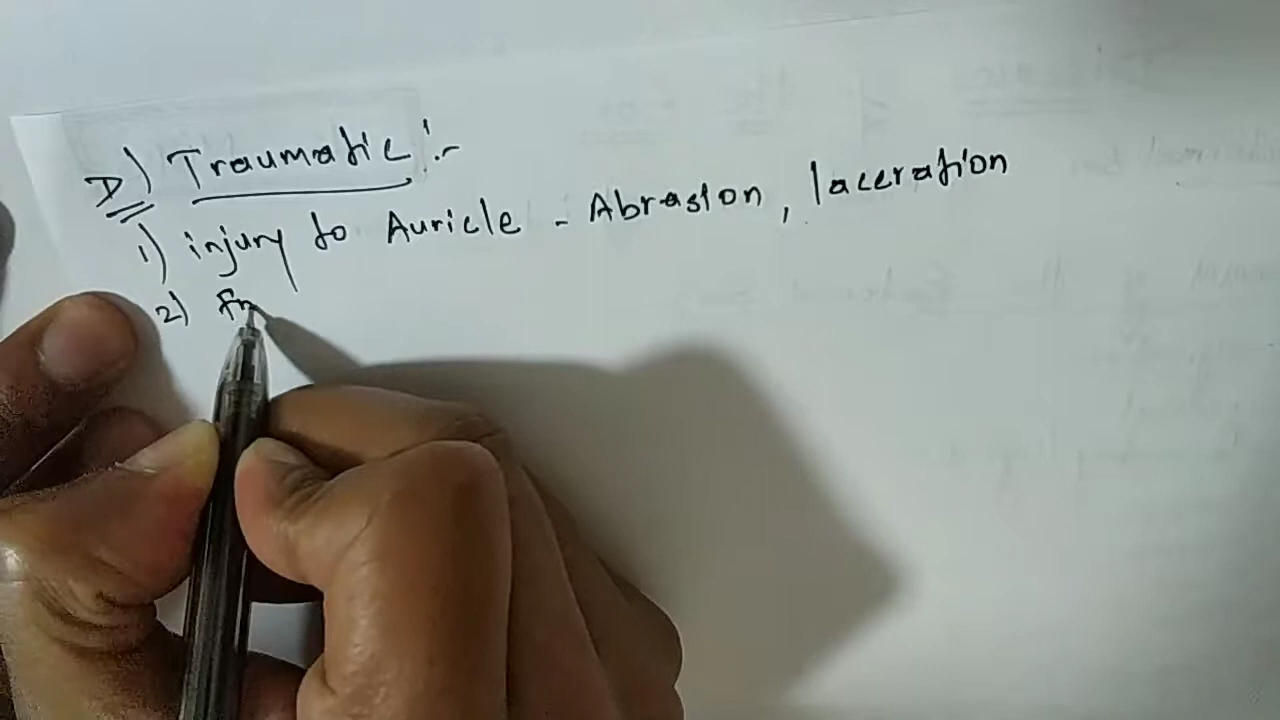 D) Traumatic :-
1) injury to Auricle - Abrasion, laceration
2)